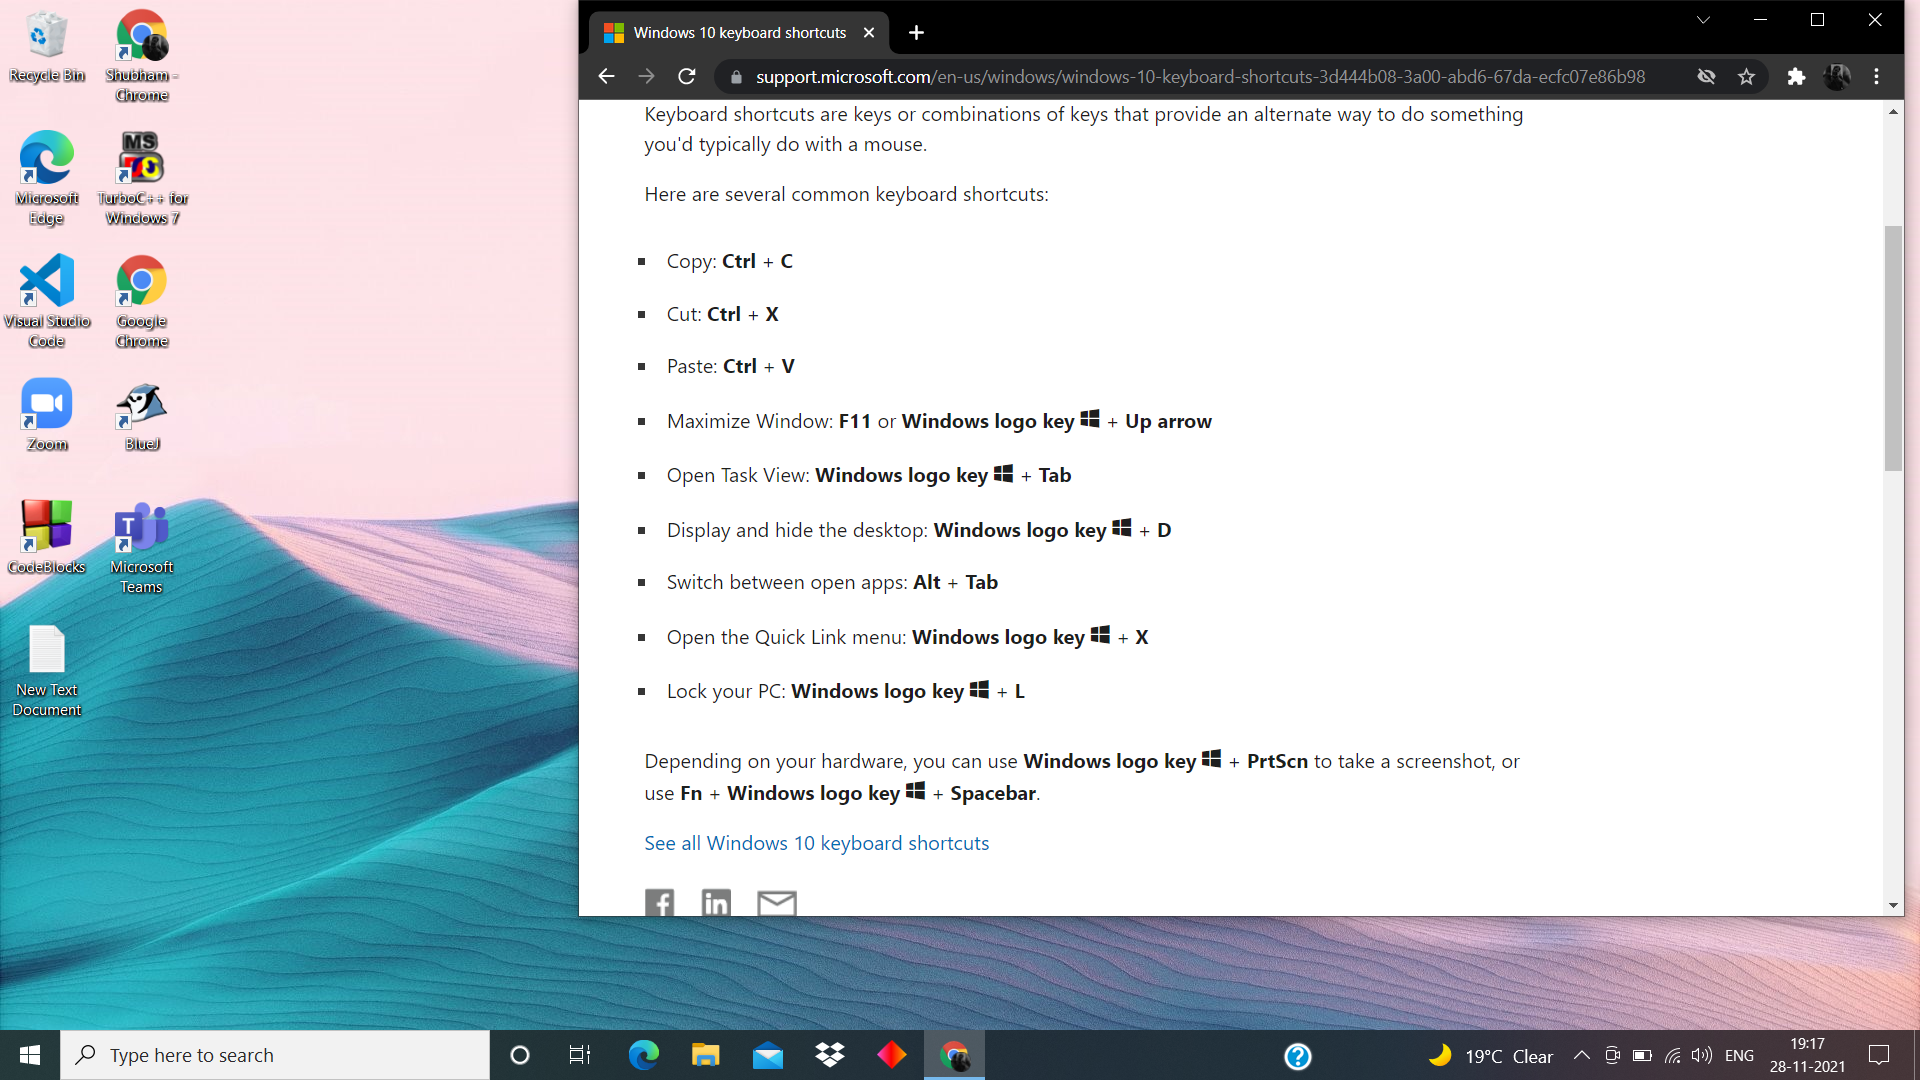 Recycle Bin
Shubham -
Chrome
Microsoft
Edge
MS
TurboC++ for
Windows 7
Visual Studio
Code
Google
Chrome
Zoom
BlueJ
CodeBlocks
T
Microsoft
Teams
New Text
Document
Windows 10 keyboard shortcuts
support.microsoft.com/en-us/windows/windows-10-keyboard-shortcuts-3d444b08-3a00-abd6-67da-ecfc07e86b98
Keyboard shortcuts are keys or combinations of keys that provide an alternate way to do something
you'd typically do with a mouse.
Here are several common keyboard shortcuts:
Copy: Ctrl + C
Cut: Ctrl + X
Paste: Ctrl + V
Maximize Window: F11 or Windows logo key + Up arrow
Open Task View: Windows logo key + Tab
Display and hide the desktop: Windows logo key + D
Switch between open apps: Alt + Tab
Open the Quick Link menu: Windows logo key + X
Lock your PC: Windows logo key + L
Depending on your hardware, you can use Windows logo key + PrtScn to take a screenshot, or
use Fn + Windows logo key + Spacebar.
See all Windows 10 keyboard shortcuts
f
in
Type here to search
?
19°C Clear
ENG
19:17
28-11-2021